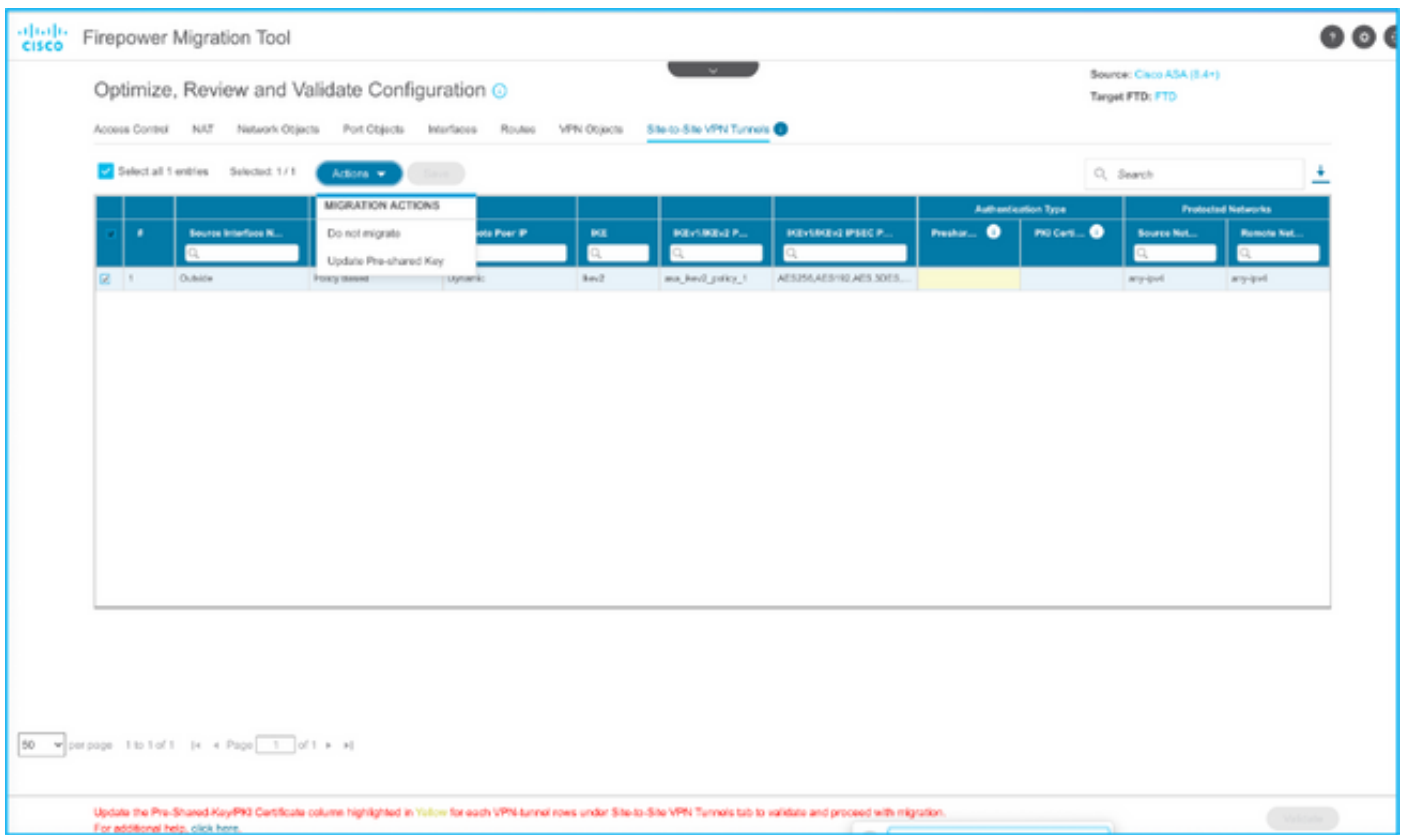 CISCO Firepower Migration Tool
Optimize, Review and Validate Configuration
Source: Cisco ASA (8.4+)
Target FTD: FTD
Access Control NAT Network Objects Port Objects Interfaces Routes VPN Objects Site-to-Site VPN Tunnels
Select all 1 entries Selected: 1 / 1 Actions Save Search
MIGRATION ACTIONS
Do not migrate
Update Pre-shared Key
Authentication Type Protected Networks
# Source Interface N... Peer IP IKE IKEv1/IKEv2 P... IKEv1/IKEv2 IPSEC P... Preshar... PKI Certi... Source Net... Remote Net...
1 Outside Policy Based Dynamic Ikev2 asa_ikev2_policy_1 AES256,AES192,AES,3DES,... any-ipv4 any-ipv4
50 per page 1 to 1 of 1 Page 1 of 1
Update the Pre-Shared-Key/PKI Certificate column highlighted in Yellow for each VPN-tunnel rows under Site-to-Site VPN Tunnels tab to validate and proceed with migration.
For additional help, click here.
Validate